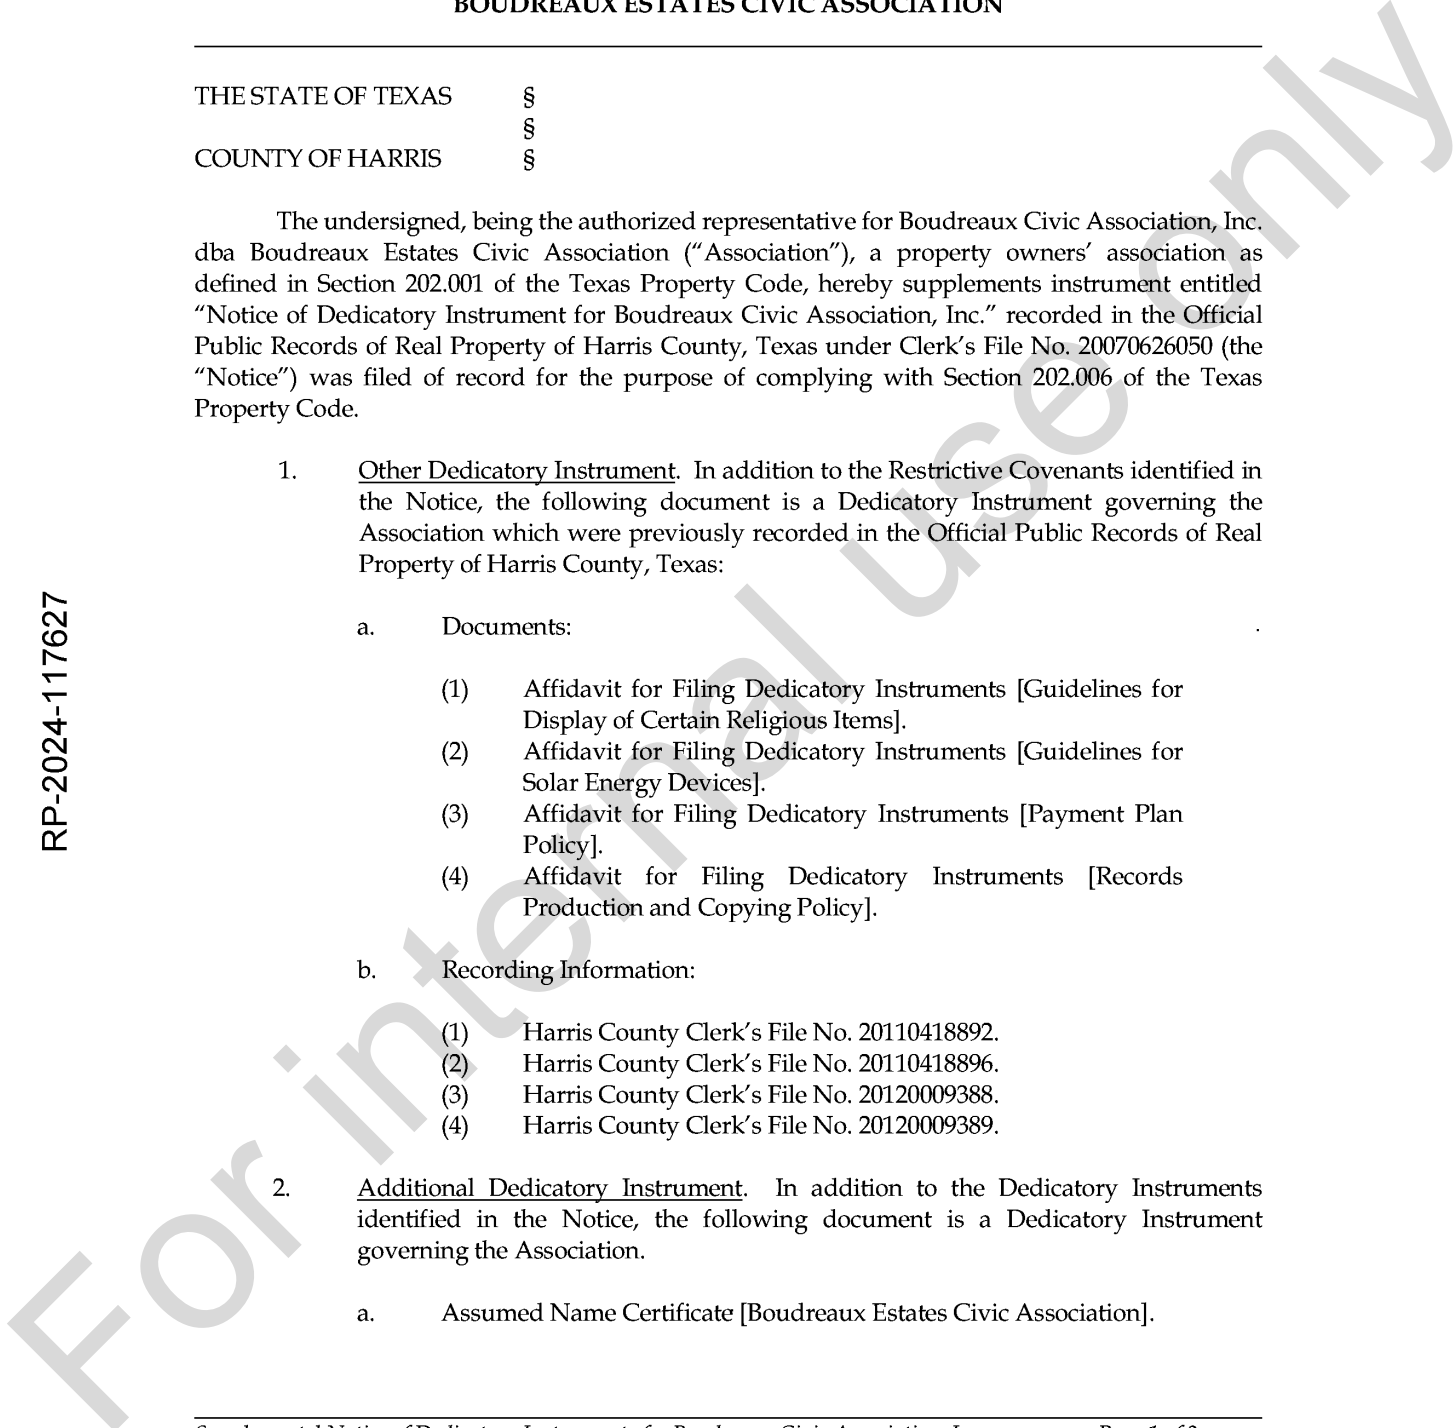 BOUDREAUX ESTATES CIVIC ASSOCIATION
THE STATE OF TEXAS §
§
COUNTY OF HARRIS §
The undersigned, being the authorized representative for Boudreaux Civic Association, Inc.
dba Boudreaux Estates Civic Association (“Association”), a property owners’ association as
defined in Section 202.001 of the Texas Property Code, hereby supplements instrument entitled
“Notice of Dedicatory Instrument for Boudreaux Civic Association, Inc.” recorded in the Official
Public Records of Real Property of Harris County, Texas under Clerk’s File No. 20070626050 (the
“Notice”) was filed of record for the purpose of complying with Section 202.006 of the Texas
Property Code.
1. Other Dedicatory Instrument. In addition to the Restrictive Covenants identified in
the Notice, the following document is a Dedicatory Instrument governing the
Association which were previously recorded in the Official Public Records of Real
Property of Harris County, Texas:
a. Documents:
(1) Affidavit for Filing Dedicatory Instruments [Guidelines for
Display of Certain Religious Items].
(2) Affidavit for Filing Dedicatory Instruments [Guidelines for
Solar Energy Devices].
(3) Affidavit for Filing Dedicatory Instruments [Payment Plan
Policy].
(4) Affidavit for Filing Dedicatory Instruments [Records
Production and Copying Policy].
b. Recording Information:
(1) Harris County Clerk’s File No. 20110418892.
(2) Harris County Clerk’s File No. 20110418896.
(3) Harris County Clerk’s File No. 20120009388.
(4) Harris County Clerk’s File No. 20120009389.
2. Additional Dedicatory Instrument. In addition to the Dedicatory Instruments
identified in the Notice, the following document is a Dedicatory Instrument
governing the Association.
a. Assumed Name Certificate [Boudreaux Estates Civic Association].
RP-2024-117627
For internal use only